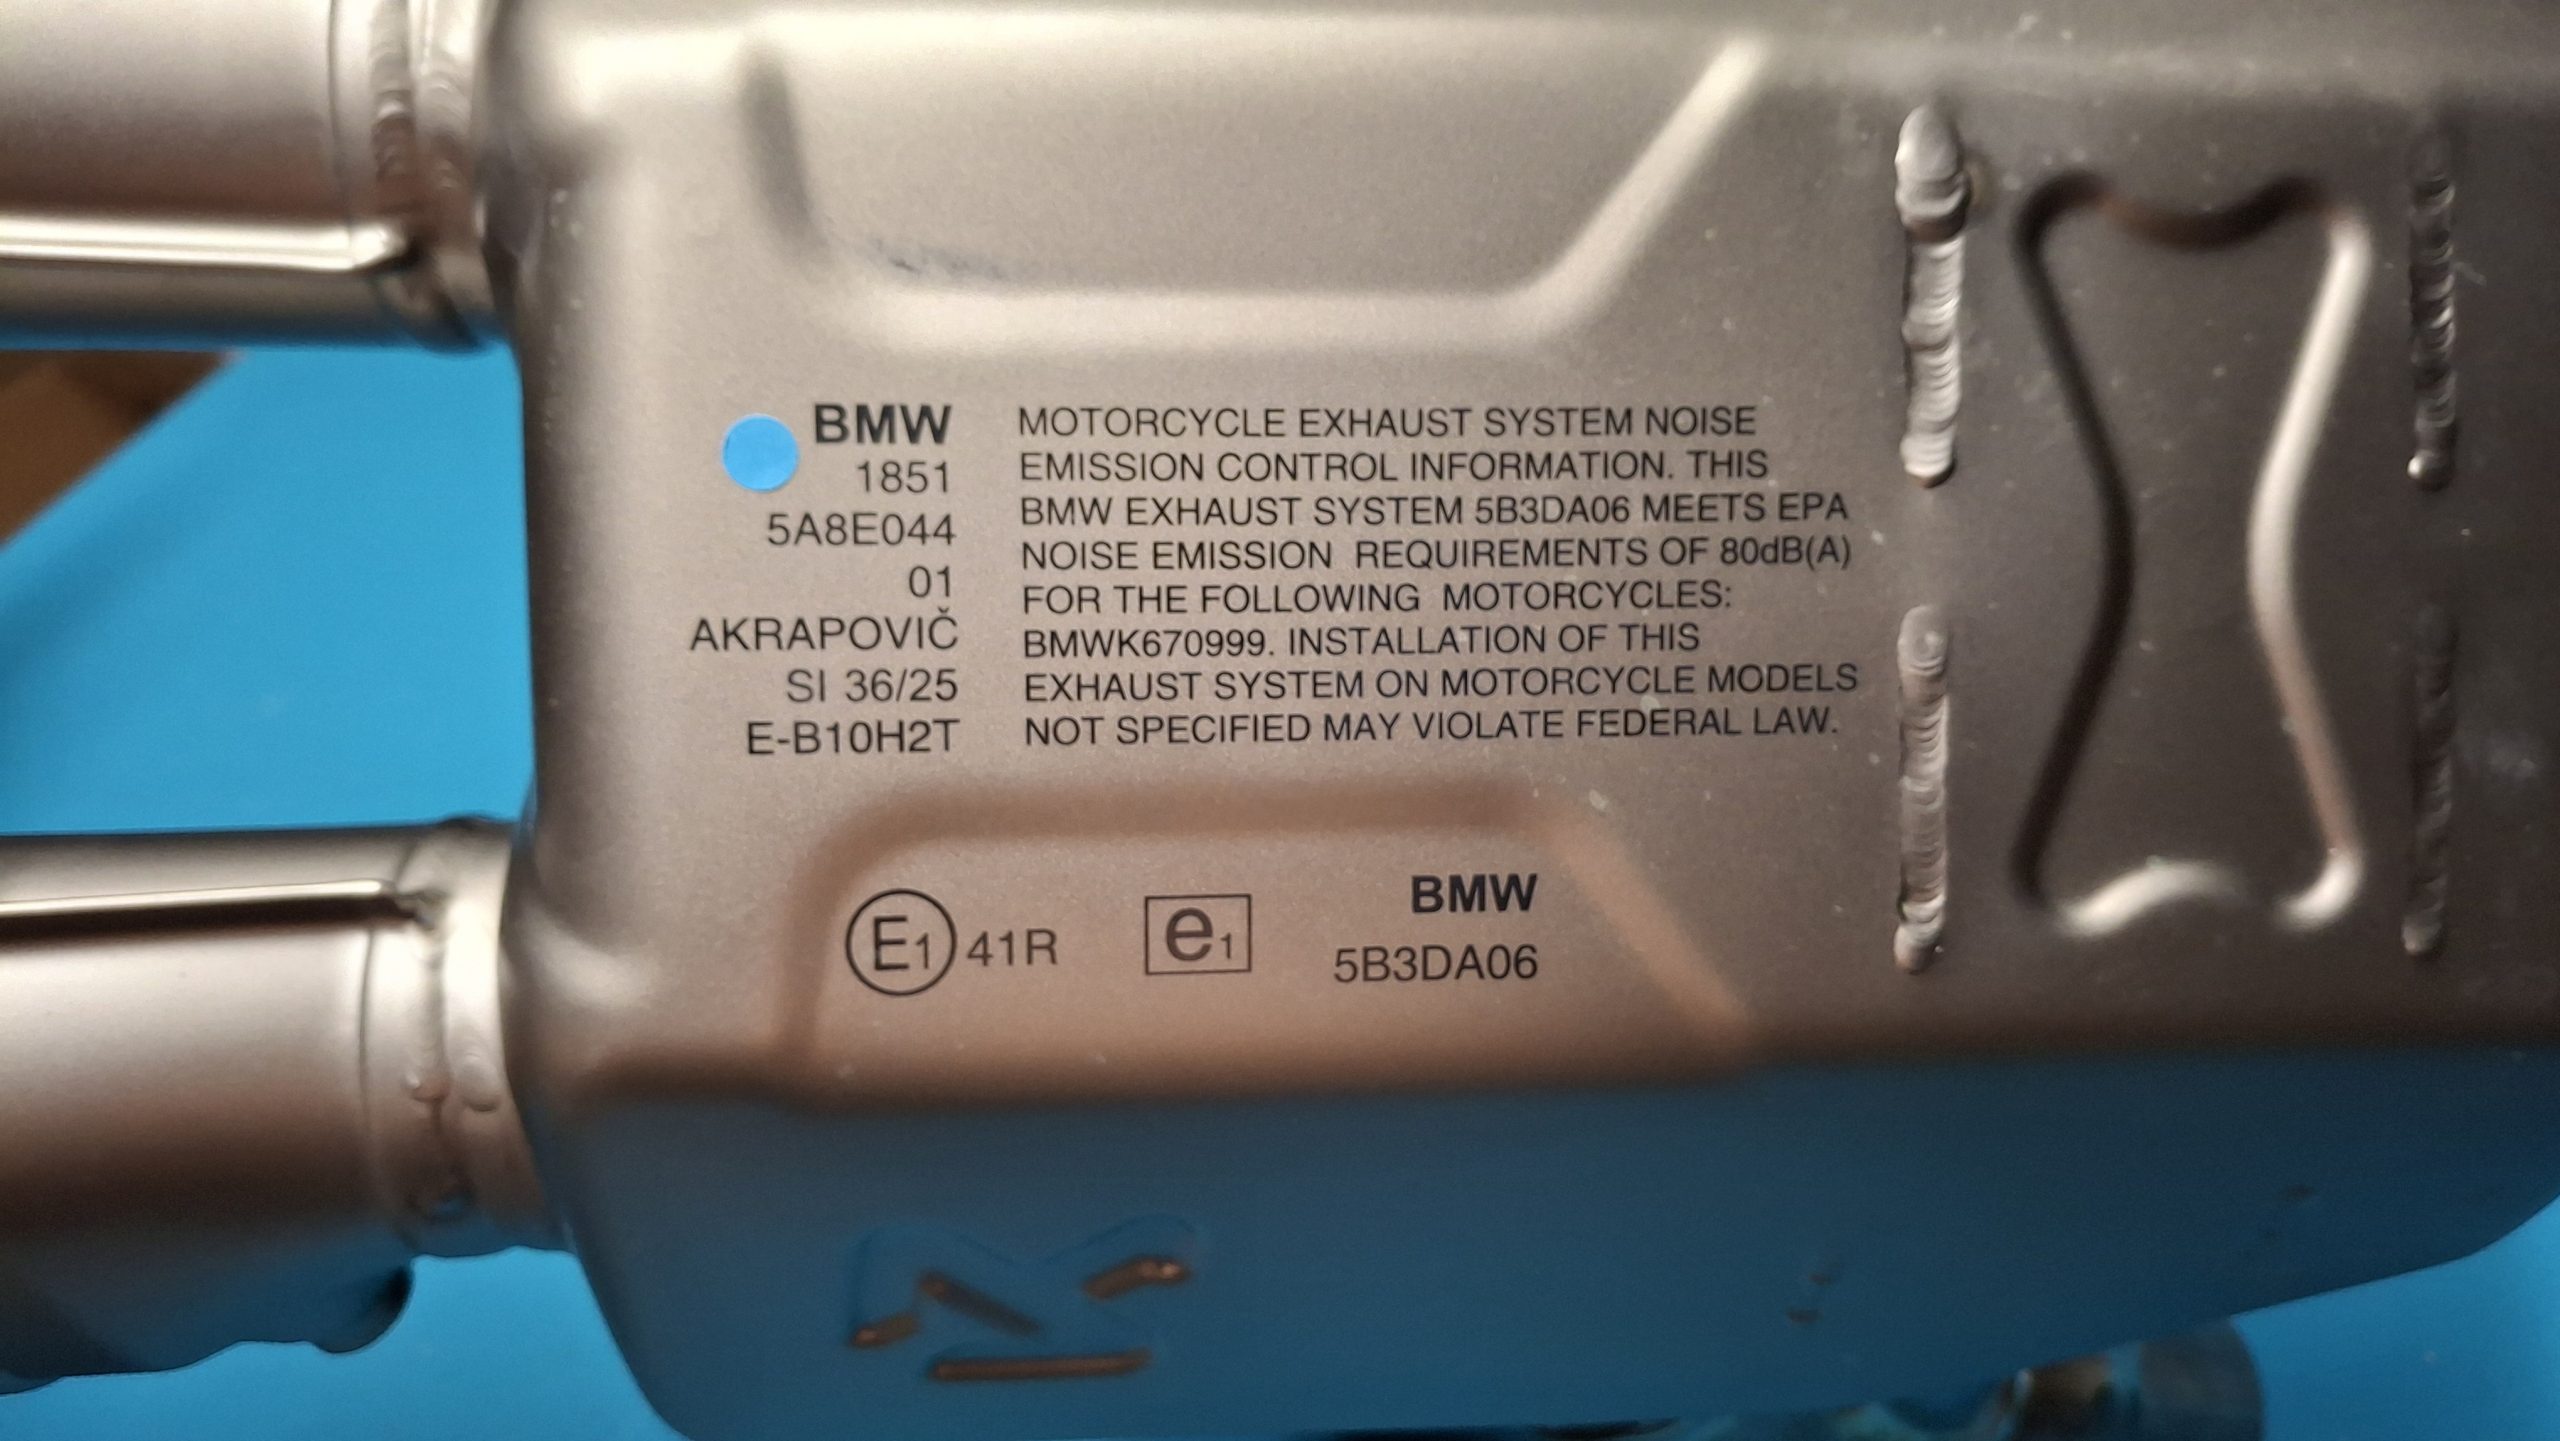 BMW
1851
5A8E044
01
AKRAPOVIČ
SI 36/25
E-B10H2T
MOTORCYCLE EXHAUST SYSTEM NOISE
EMISSION CONTROL INFORMATION. THIS
BMW EXHAUST SYSTEM 5B3DA06 MEETS EPA
NOISE EMISSION REQUIREMENTS OF 80dB(A)
FOR THE FOLLOWING MOTORCYCLES:
BMWK670999. INSTALLATION OF THIS
EXHAUST SYSTEM ON MOTORCYCLE MODELS
NOT SPECIFIED MAY VIOLATE FEDERAL LAW.
E1 41R
e1
BMW
5B3DA06